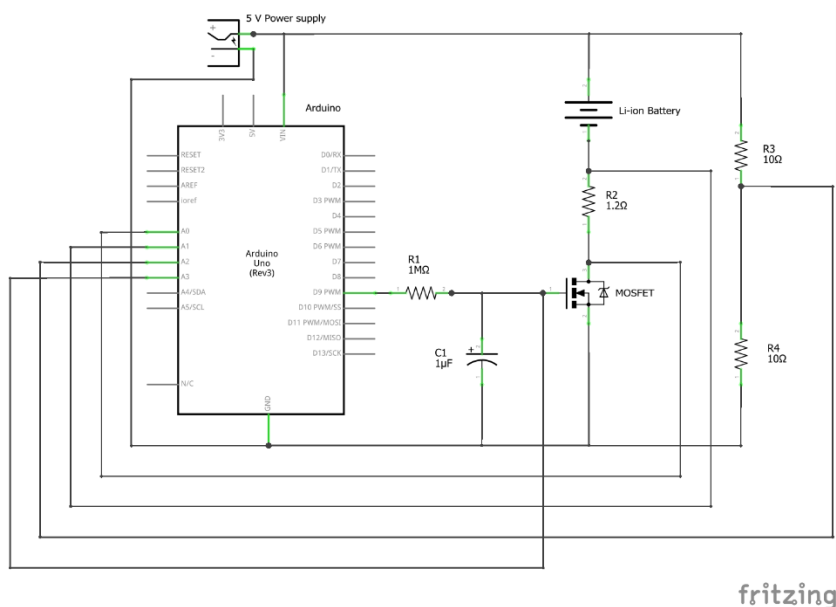 5 V Power supply
+
-
Arduino
3V3
5V
VIN
RESET
RESET2
AREF
ioref
A0
A1
A2
A3
A4/SDA
A5/SCL
N/C
D0/RX
D1/TX
D2
D3 PWM
D4
D5 PWM
D6 PWM
D7
D8
D9 PWM
D10 PWM/SS
D11 PWM/MOSI
D12/MISO
D13/SCK
GND
Arduino
Uno
(Rev3)
R1
1MΩ
1
2
C1
1µF
+
Li-ion Battery
R2
1.2Ω
MOSFET
1
R3
10Ω
R4
10Ω
fritzing